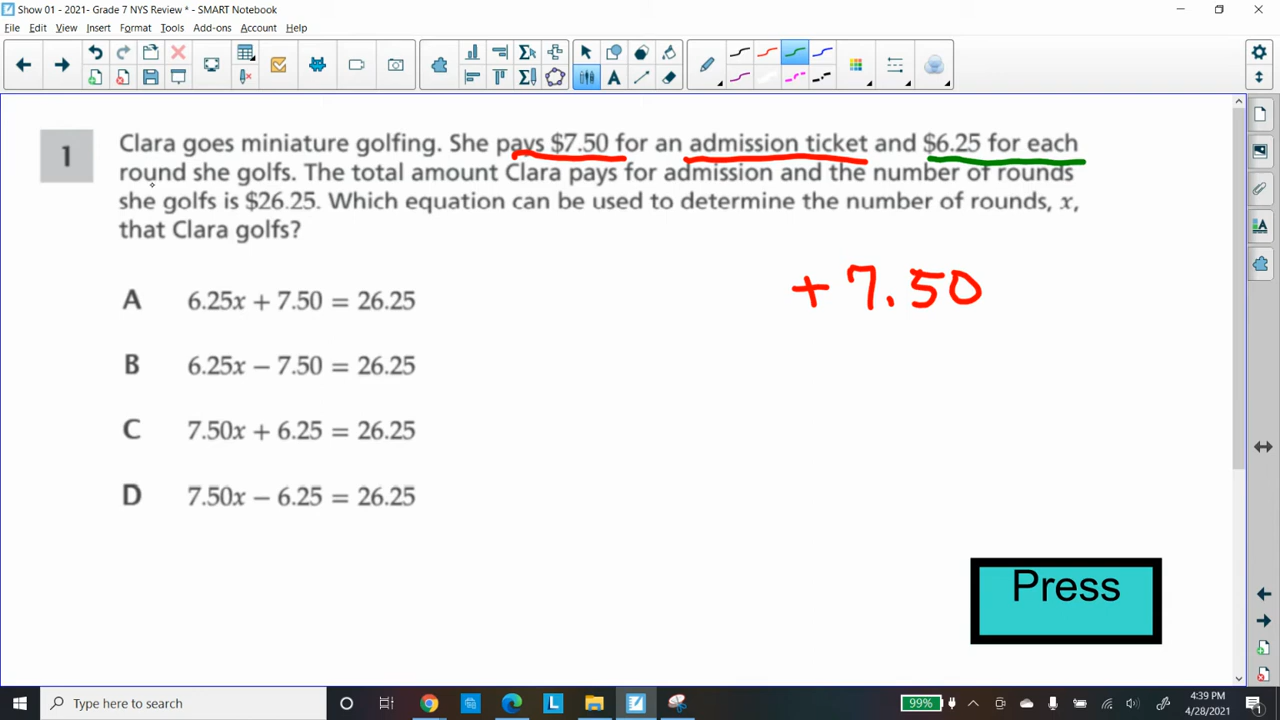 Show 01 - 2021- Grade 7 NYS Review * - SMART Notebook
File Edit View Insert Format Tools Add-ons Account Help
1
Clara goes miniature golfing. She pays $7.50 for an admission ticket and $6.25 for each
round she golfs. The total amount Clara pays for admission and the number of rounds
she golfs is $26.25. Which equation can be used to determine the number of rounds, x,
that Clara golfs?
+7.50
A 6.25x + 7.50 = 26.25
B 6.25x − 7.50 = 26.25
C 7.50x + 6.25 = 26.25
D 7.50x − 6.25 = 26.25
Press
Type here to search
99%
4:39 PM
4/28/2021